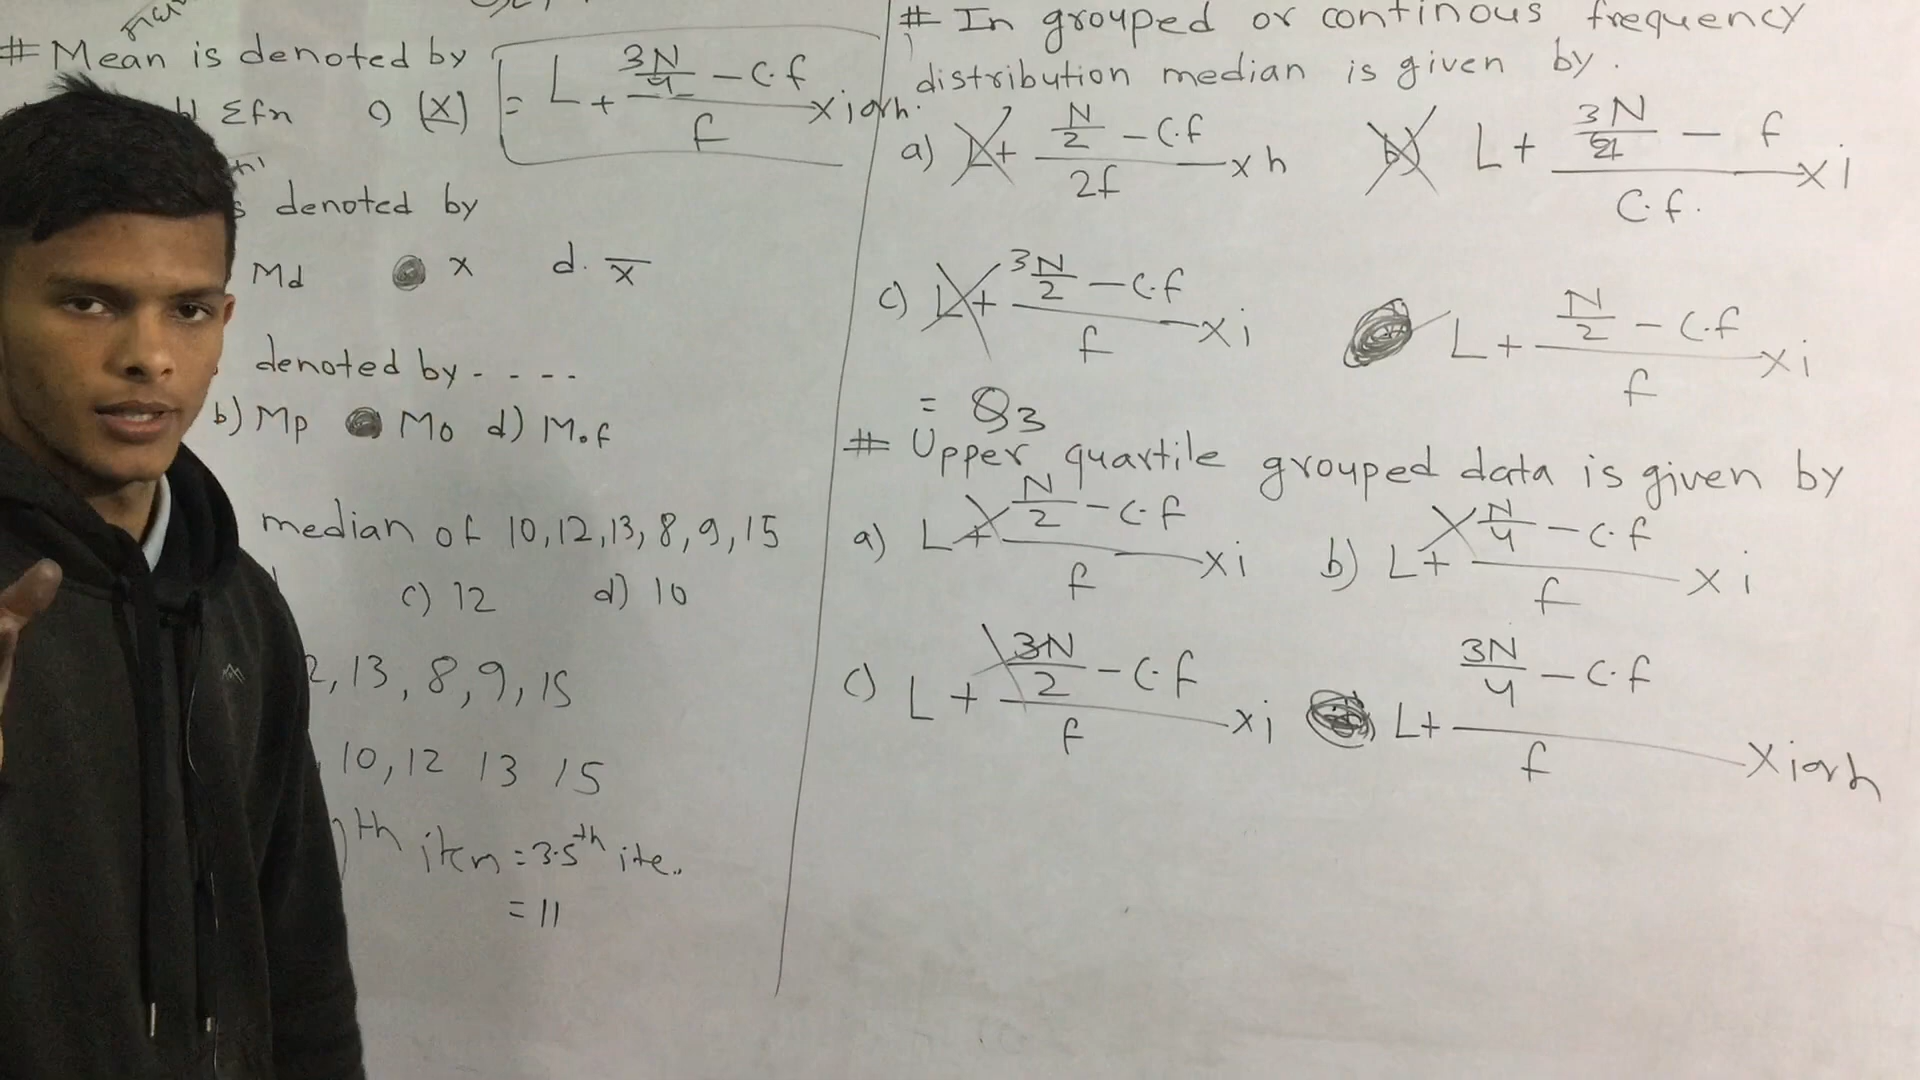 # Mean is denoted by
Σfx c) (X)
= L + 3N/4 - C.f / f x i or h.
s denoted by
Md x d. x̅
denoted by - - - -
b) Mp Mo d) M.f
median of 10, 12, 13, 8, 9, 15
c) 12 d) 10
2, 13, 8, 9, 15
, 10, 12 13 15
)th item = 3.5th ite..
= 11
# In grouped or continous frequency
distribution median is given by.
a) L + N/2 - C.f / 2f x h b) L + 3N/2 - f / C.f. x i
c) L + 3N/2 - C.f / f x i L + N/2 - C.f / f x i
= Q3
# Upper quartile grouped data is given by
a) L + N/2 - C.f / f x i b) L + N/4 - C.f / f x i
c) L + 3N/2 - C.f / f x i L + 3N/4 - C.f / f x i or h